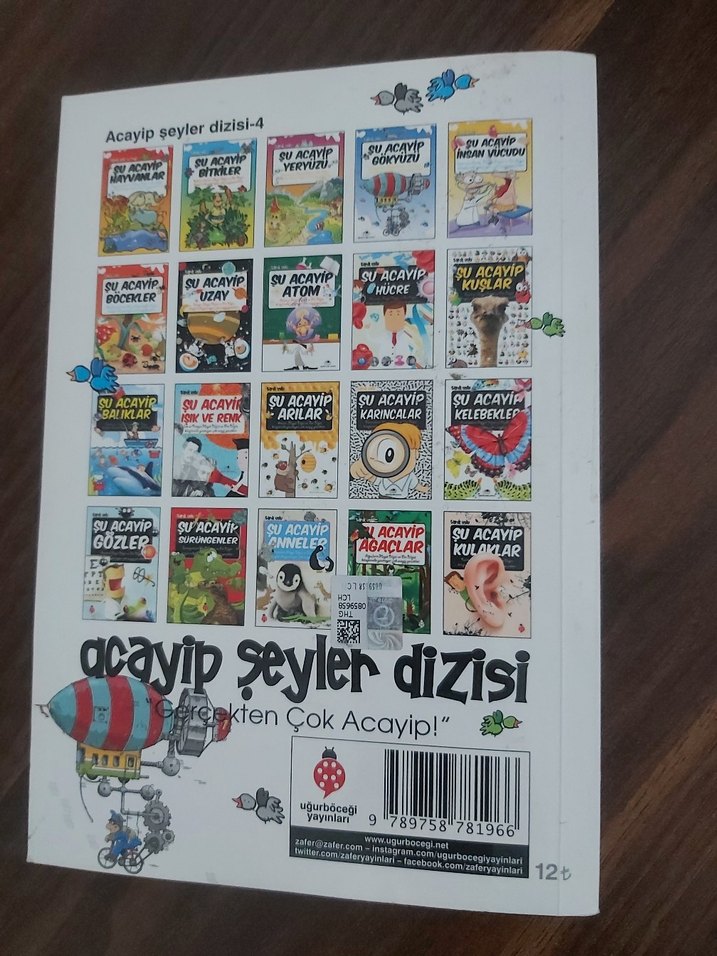 Acayip şeyler dizisi-4
ŞU ACAYİP
HAYVANLAR
ŞU ACAYİP
BİTKİLER
ŞU ACAYİP
YERYÜZÜ
ŞU ACAYİP
GÖKYÜZÜ
ŞU ACAYİP
İNSAN VÜCUDU
ŞU ACAYİP
BÖCEKLER
ŞU ACAYİP
UZAY
ŞU ACAYİP
ATOM
ŞU ACAYİP
HÜCRE
ŞU ACAYİP
KUŞLAR
ŞU ACAYİP
BALIKLAR
ŞU ACAYİP
IŞIK VE RENK
ŞU ACAYİP
ARILAR
ŞU ACAYİP
KARINCALAR
ŞU ACAYİP
KELEBEKLER
ŞU ACAYİP
GÖZLER
ŞU ACAYİP
SÜRÜNGENLER
ŞU ACAYİP
ANNELER
ŞU ACAYİP
AĞAÇLAR
ŞU ACAYİP
KULAKLAR
THG
0859658
LCH
acayip şeyler dizisi
"Gerçekten Çok Acayip!"
uğurböceği
yayınları
9 789758 781966
www.ugurbocegi.net
zafer@zafer.com – instagram.com/ugurbocegiyayinlari
twitter.com/zaferyayinlari – facebook.com/zaferyayinlari
12₺